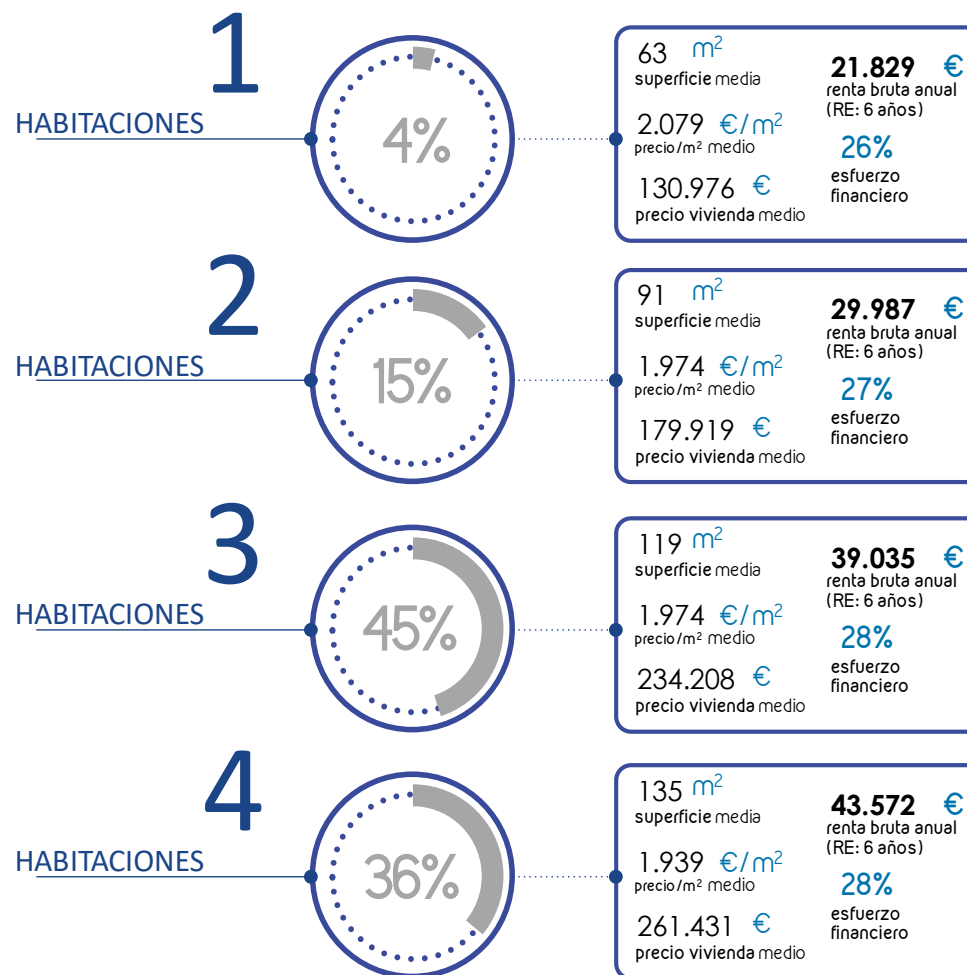 1
HABITACIONES
4%
63 m²
superficie media
2.079 €/m²
precio/m² medio
130.976 €
precio vivienda medio
21.829 €
renta bruta anual
(RE: 6 años)
26%
esfuerzo
financiero
2
HABITACIONES
15%
91 m²
superficie media
1.974 €/m²
precio/m² medio
179.919 €
precio vivienda medio
29.987 €
renta bruta anual
(RE: 6 años)
27%
esfuerzo
financiero
3
HABITACIONES
45%
119 m²
superficie media
1.974 €/m²
precio/m² medio
234.208 €
precio vivienda medio
39.035 €
renta bruta anual
(RE: 6 años)
28%
esfuerzo
financiero
4
HABITACIONES
36%
135 m²
superficie media
1.939 €/m²
precio/m² medio
261.431 €
precio vivienda medio
43.572 €
renta bruta anual
(RE: 6 años)
28%
esfuerzo
financiero